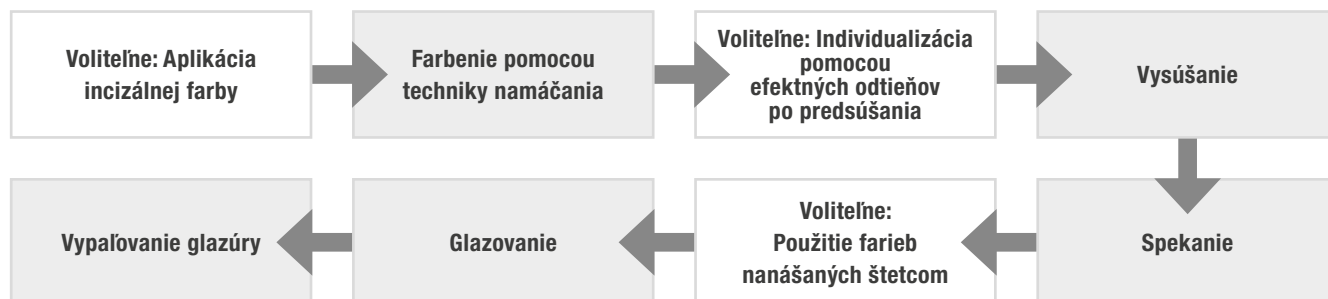 Voliteľne: Aplikácia
incizálnej farby
Farbenie pomocou
techniky namáčania
Voliteľne: Individualizácia
pomocou
efektných odtieňov
po predsúšania
Vysúšanie
Vypaľovanie glazúry
Glazovanie
Voliteľne:
Použitie farieb
nanášaných štetcom
Spekanie